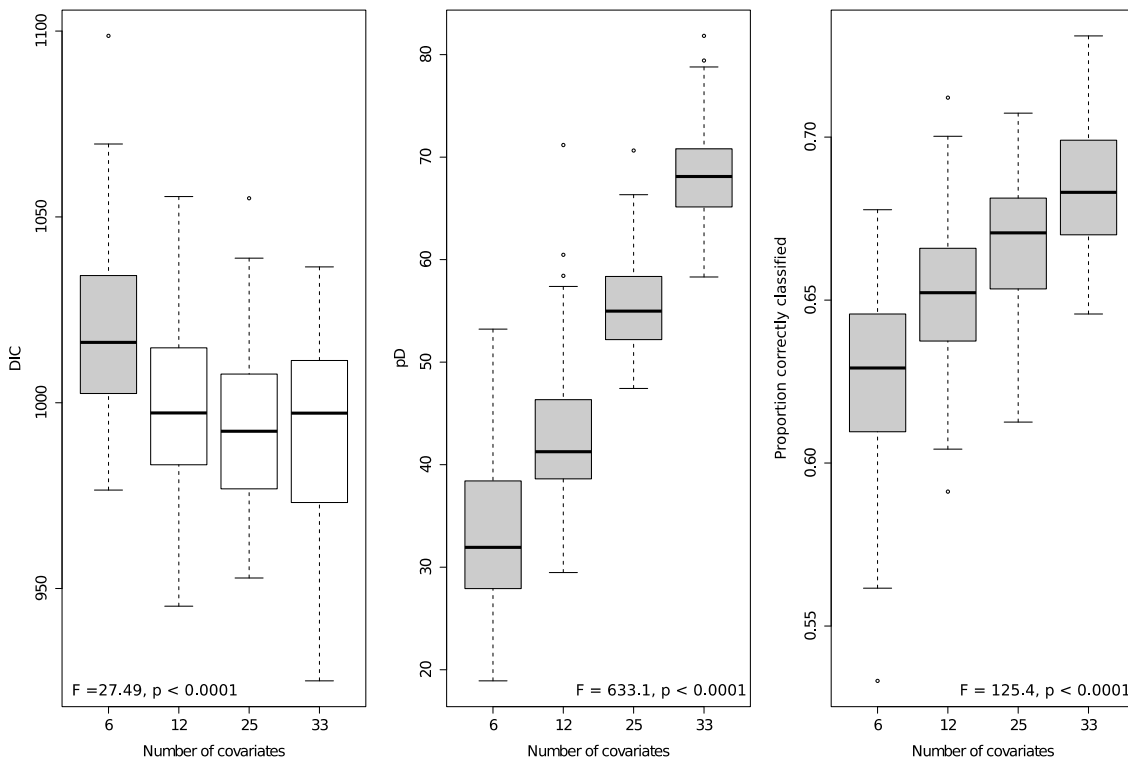 DIC
1100
1050
1000
950
F =27.49, p < 0.0001
6 12 25 33
Number of covariates
pD
80
70
60
50
40
30
20
F = 633.1, p < 0.0001
6 12 25 33
Number of covariates
Proportion correctly classified
0.70
0.65
0.60
0.55
F = 125.4, p < 0.0001
6 12 25 33
Number of covariates